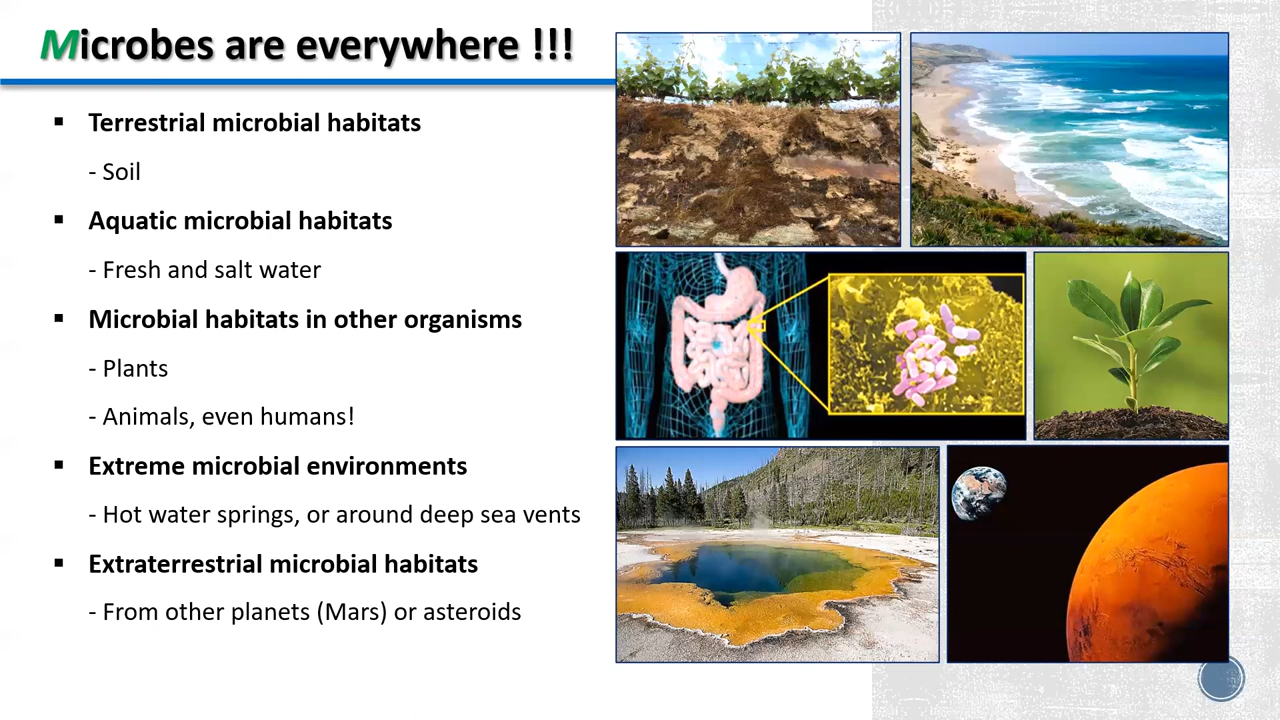 Microbes are everywhere !!!
▪ Terrestrial microbial habitats
- Soil
▪ Aquatic microbial habitats
- Fresh and salt water
▪ Microbial habitats in other organisms
- Plants
- Animals, even humans!
▪ Extreme microbial environments
- Hot water springs, or around deep sea vents
▪ Extraterrestrial microbial habitats
- From other planets (Mars) or asteroids